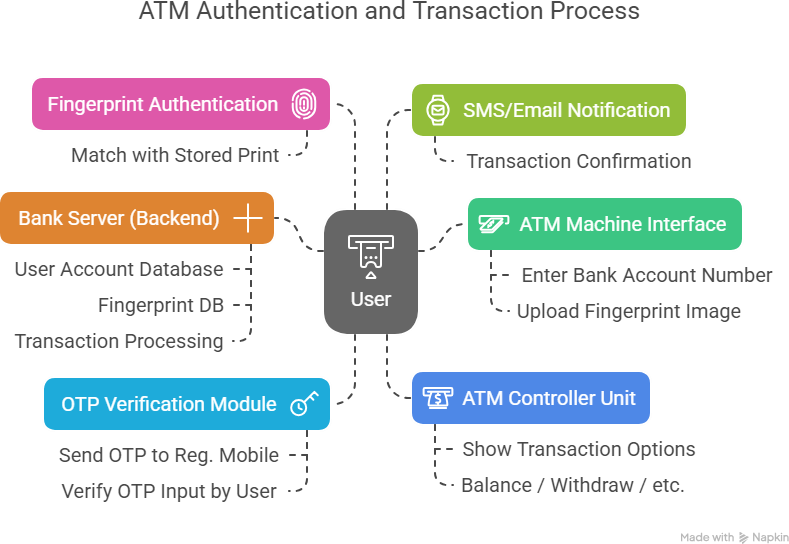 ATM Authentication and Transaction Process
Fingerprint Authentication
Match with Stored Print
Bank Server (Backend)
User Account Database
Fingerprint DB
Transaction Processing
OTP Verification Module
Send OTP to Reg. Mobile
Verify OTP Input by User
User
SMS/Email Notification
Transaction Confirmation
ATM Machine Interface
Enter Bank Account Number
Upload Fingerprint Image
ATM Controller Unit
$
Show Transaction Options
Balance / Withdraw / etc.
Made with Napkin